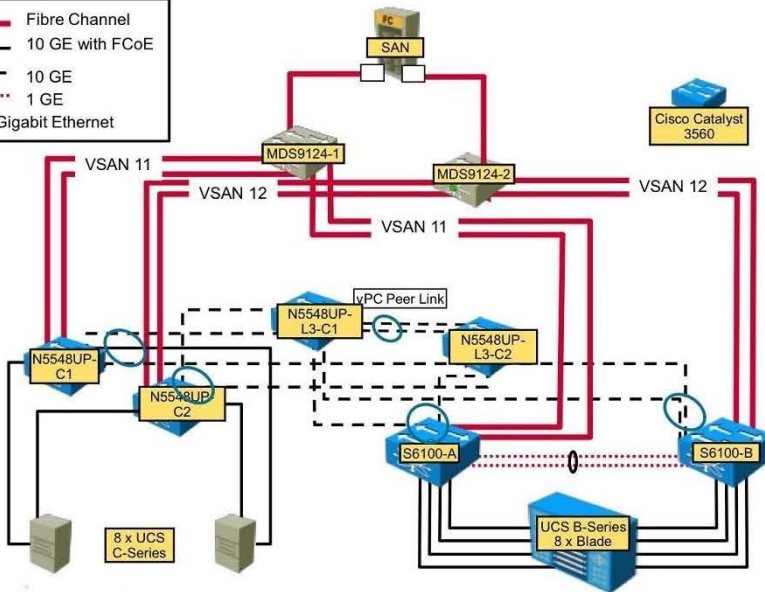 Fibre Channel
10 GE with FCoE
10 GE
1 GE
Gigabit Ethernet
FC
SAN
Cisco Catalyst
3560
MDS9124-1
MDS9124-2
VSAN 11
VSAN 12
VSAN 12
VSAN 11
vPC Peer Link
N5548UP-
L3-C1
N5548UP-
L3-C2
N5548UP-
C1
N5548UP
C2
S6100-A
S6100-B
8 x UCS
C-Series
UCS B-Series
8 x Blade